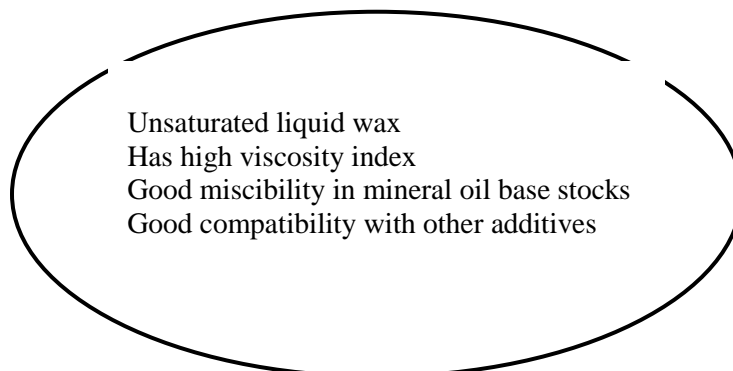 Unsaturated liquid wax
Has high viscosity index
Good miscibility in mineral oil base stocks
Good compatibility with other additives